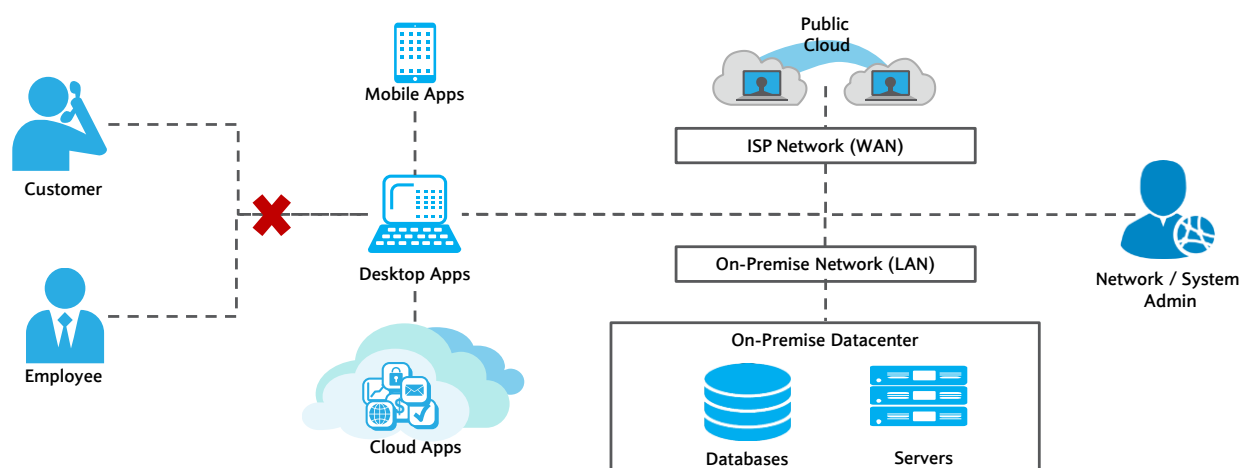 Public
Cloud
Mobile Apps
ISP Network (WAN)
Customer
On-Premise Network (LAN)
Desktop Apps
Network / System
Admin
On-Premise Datacenter
Employee
$
Cloud Apps
Databases
Servers